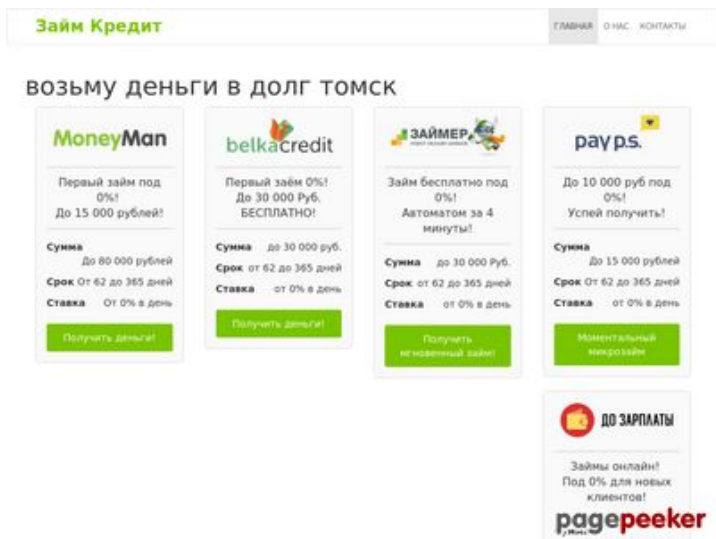 Займ Кредит
ГЛАВНАЯ О НАС. КОНТАКТЫ
возьму деньги в долг томск
MoneyMan
Первый займ под
0%!
До 15 000 рублей!
Сумма
До 80 000 рублей
Срок От 62 до 365 дней
Ставка От 0% в день
Получить деньги!
belkacredit
Первый заём 0%!
До 30 000 Руб.
БЕСПЛАТНО!
Сумма до 30 000 руб.
Срок от 62 до 365 дней
Ставка от 0% в день
Получить деньги!
ЗАЙМЕР
Займ бесплатно под
0%!
Автоматом за 4
минуты!
Сумма до 30 000 Руб.
Срок от 62 до 365 дней
Ставка от 0% в день
Получить
мгновенный займ!
pay p.s.
До 10 000 руб под
0%!
Успей получить!
Сумма
До 15 000 рублей
Срок От 62 до 365 дней
Ставка от 0% в день
Моментальный
микрозайм
ДО ЗАРПЛАТЫ
Займы онлайн!
Под 0% для новых
клиентов!
pagepeeker